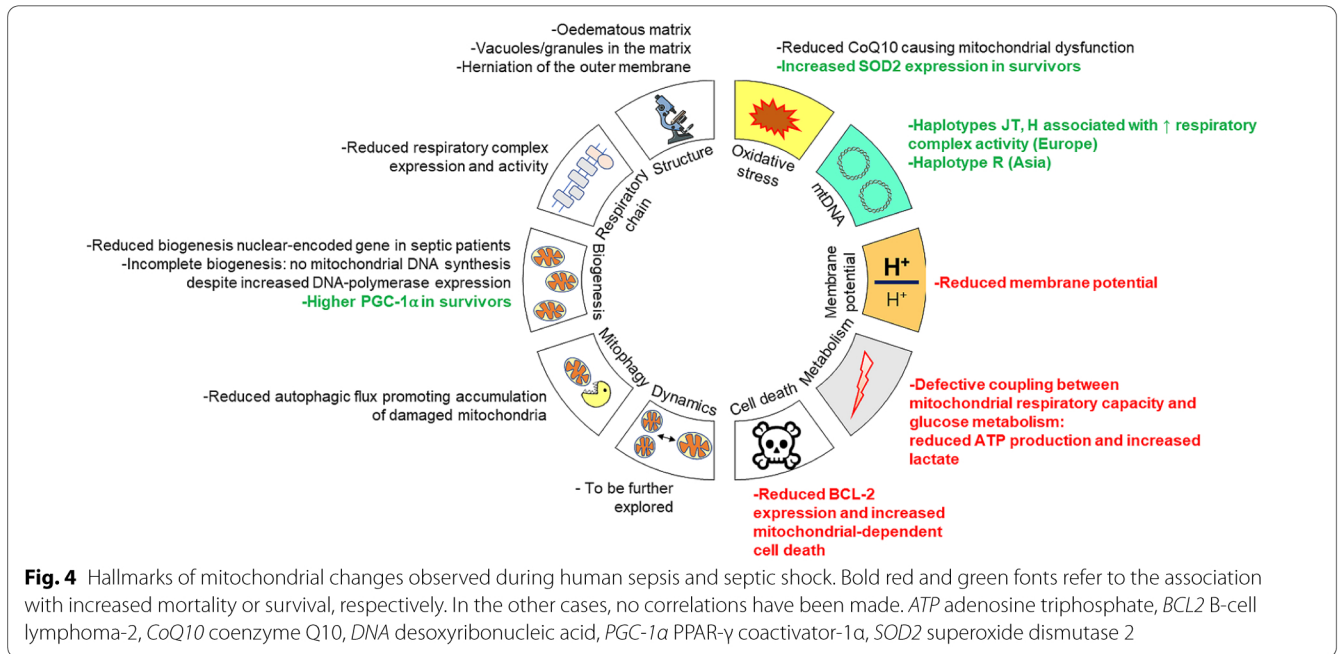 -Oedematous matrix
-Vacuoles/granules in the matrix
-Herniation of the outer membrane
Structure
-Reduced CoQ10 causing mitochondrial dysfunction
-Increased SOD2 expression in survivors
Oxidative
stress
-Haplotypes JT, H associated with ↑ respiratory
complex activity (Europe)
-Haplotype R (Asia)
mtDNA
H⁺
H⁺
Membrane
potential
-Reduced membrane potential
Metabolism
-Defective coupling between
mitochondrial respiratory capacity and
glucose metabolism:
reduced ATP production and increased
lactate
Cell death
-Reduced BCL-2
expression and increased
mitochondrial-dependent
cell death
Dynamics
- To be further
explored
Mitophagy
-Reduced autophagic flux promoting accumulation
of damaged mitochondria
Biogenesis
-Reduced biogenesis nuclear-encoded gene in septic patients
-Incomplete biogenesis: no mitochondrial DNA synthesis
despite increased DNA-polymerase expression
-Higher PGC-1α in survivors
Respiratory
chain
-Reduced respiratory complex
expression and activity
Fig. 4 Hallmarks of mitochondrial changes observed during human sepsis and septic shock. Bold red and green fonts refer to the association
with increased mortality or survival, respectively. In the other cases, no correlations have been made. ATP adenosine triphosphate, BCL2 B-cell
lymphoma-2, CoQ10 coenzyme Q10, DNA desoxyribonucleic acid, PGC-1α PPAR-γ coactivator-1α, SOD2 superoxide dismutase 2